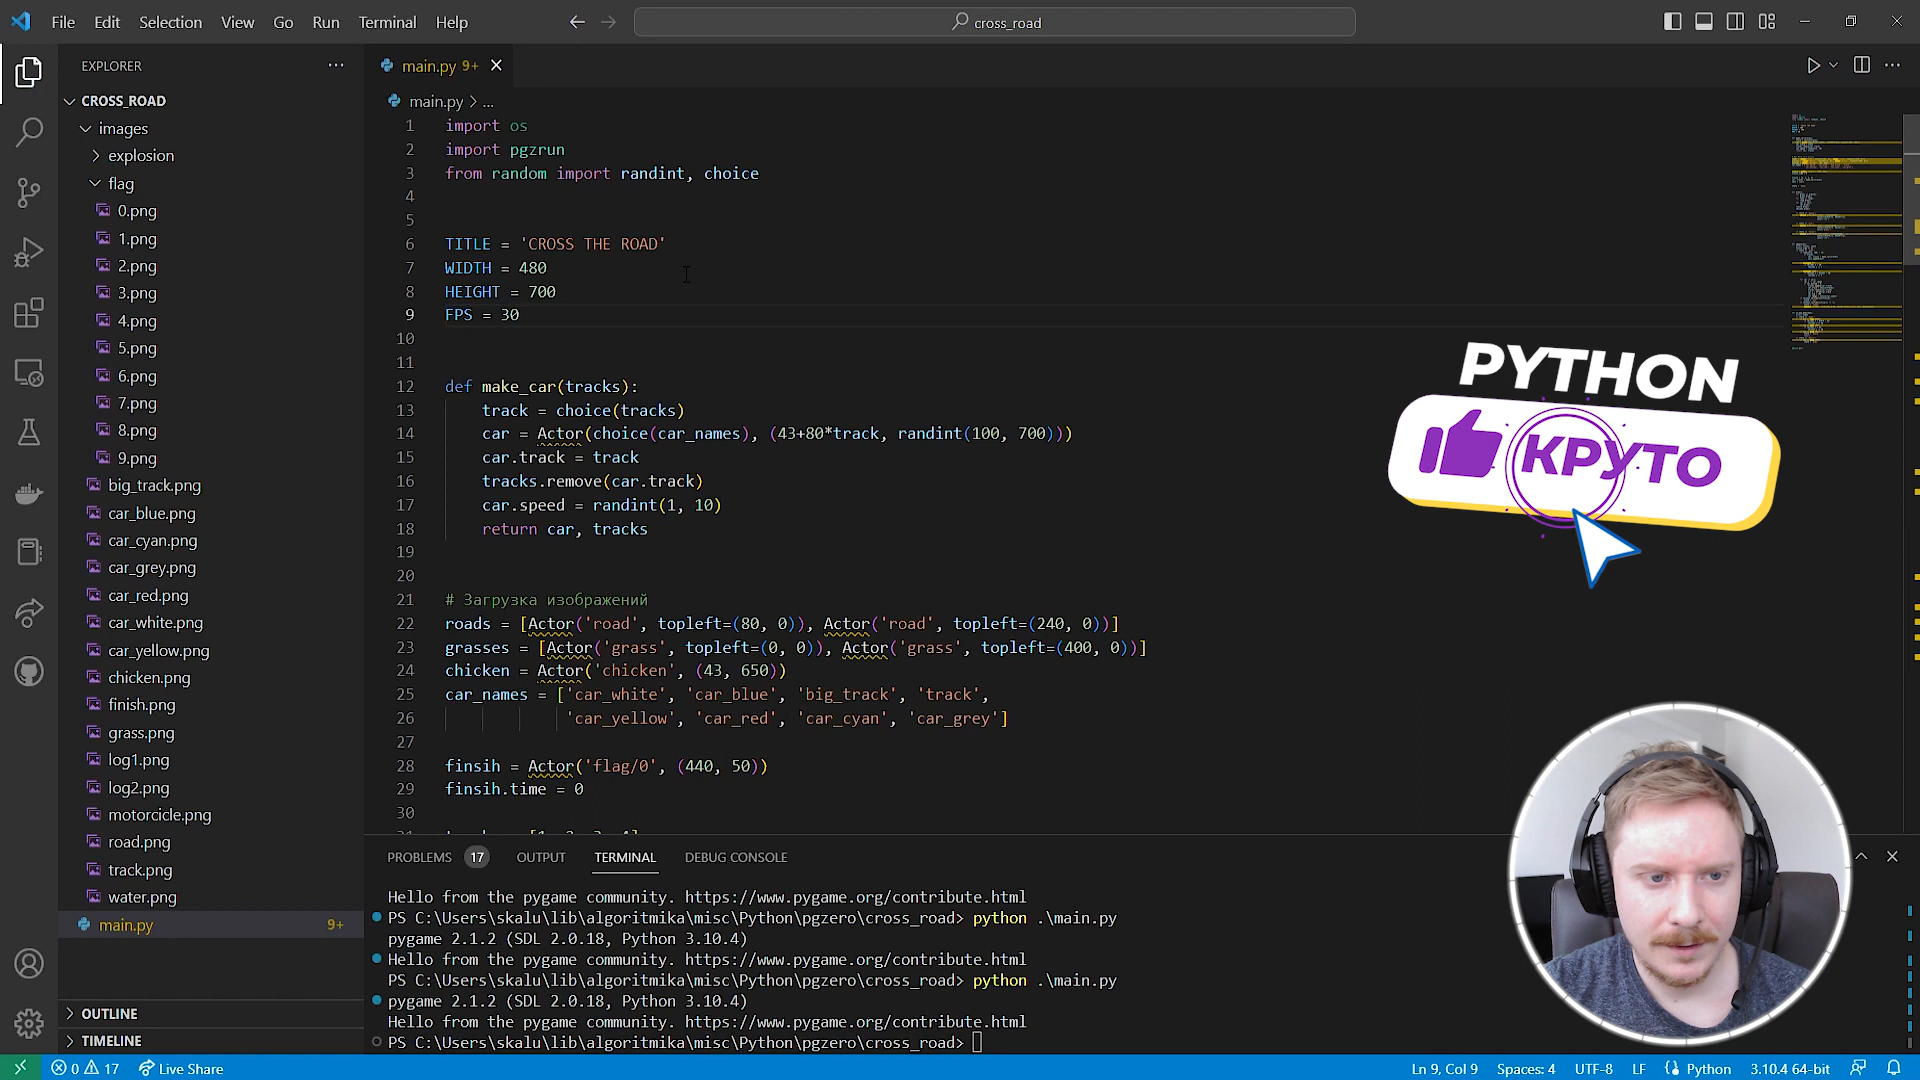 File Edit Selection View Go Run Terminal Help
cross_road
EXPLORER
CROSS_ROAD
images
explosion
flag
0.png
1.png
2.png
3.png
4.png
5.png
6.png
7.png
8.png
9.png
big_track.png
car_blue.png
car_cyan.png
car_grey.png
car_red.png
car_white.png
car_yellow.png
chicken.png
finish.png
grass.png
log1.png
log2.png
motorcicle.png
road.png
track.png
water.png
main.py 9+
OUTLINE
TIMELINE
main.py 9+
main.py > ...
1 import os
2 import pgzrun
3 from random import randint, choice
4
5
6 TITLE = 'CROSS THE ROAD'
7 WIDTH = 480
8 HEIGHT = 700
9 FPS = 30
10
11
12 def make_car(tracks):
13 track = choice(tracks)
14 car = Actor(choice(car_names), (43+80*track, randint(100, 700)))
15 car.track = track
16 tracks.remove(car.track)
17 car.speed = randint(1, 10)
18 return car, tracks
19
20
21 # Загрузка изображений
22 roads = [Actor('road', topleft=(80, 0)), Actor('road', topleft=(240, 0))]
23 grasses = [Actor('grass', topleft=(0, 0)), Actor('grass', topleft=(400, 0))]
24 chicken = Actor('chicken', (43, 650))
25 car_names = ['car_white', 'car_blue', 'big_track', 'track',
26 'car_yellow', 'car_red', 'car_cyan', 'car_grey']
27
28 finsih = Actor('flag/0', (440, 50))
29 finsih.time = 0
30
PYTHON
КРУТО
PROBLEMS 17 OUTPUT TERMINAL DEBUG CONSOLE
Hello from the pygame community. https://www.pygame.org/contribute.html
PS C:\Users\skalu\lib\algoritmika\misc\Python\pgzero\cross_road> python .\main.py
pygame 2.1.2 (SDL 2.0.18, Python 3.10.4)
Hello from the pygame community. https://www.pygame.org/contribute.html
PS C:\Users\skalu\lib\algoritmika\misc\Python\pgzero\cross_road> python .\main.py
pygame 2.1.2 (SDL 2.0.18, Python 3.10.4)
Hello from the pygame community. https://www.pygame.org/contribute.html
PS C:\Users\skalu\lib\algoritmika\misc\Python\pgzero\cross_road>
0 17 Live Share
Ln 9, Col 9 Spaces: 4 UTF-8 LF Python 3.10.4 64-bit